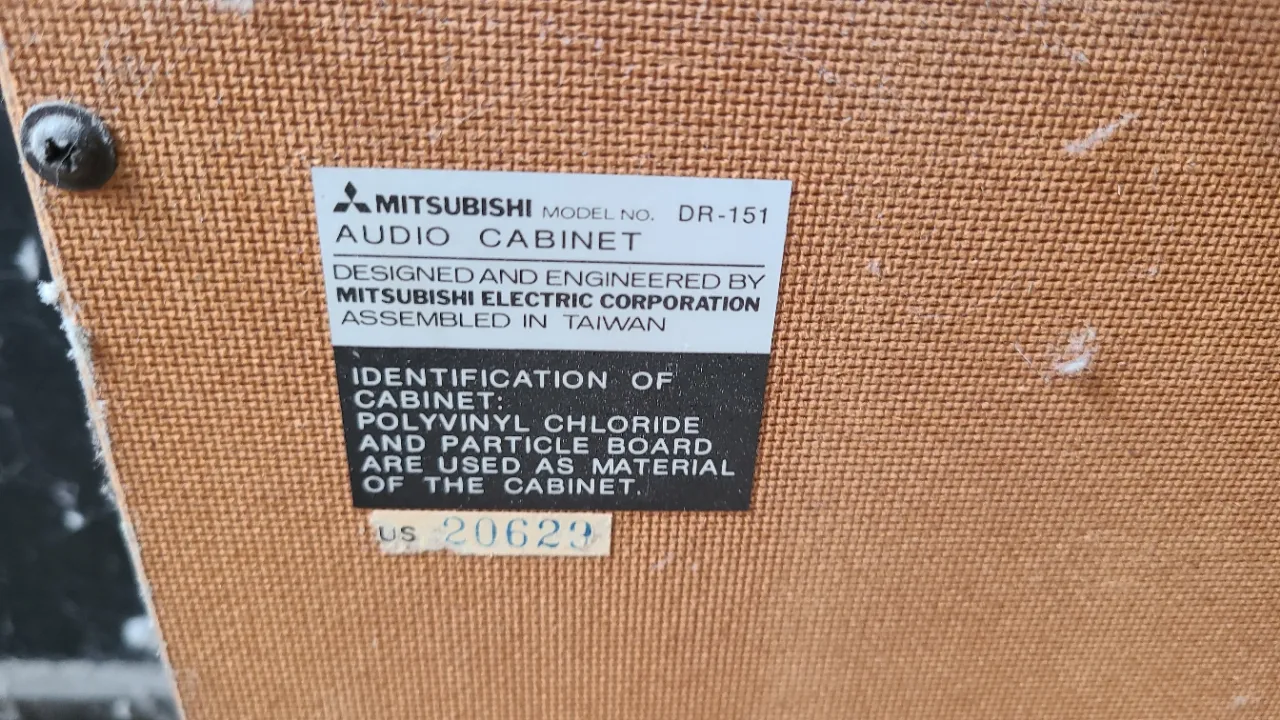 MITSUBISHI MODEL NO. DR-151
AUDIO CABINET
DESIGNED AND ENGINEERED BY
MITSUBISHI ELECTRIC CORPORATION
ASSEMBLED IN TAIWAN
IDENTIFICATION OF
CABINET:
POLYVINYL CHLORIDE
AND PARTICLE BOARD
ARE USED AS MATERIAL
OF THE CABINET.
US 20629